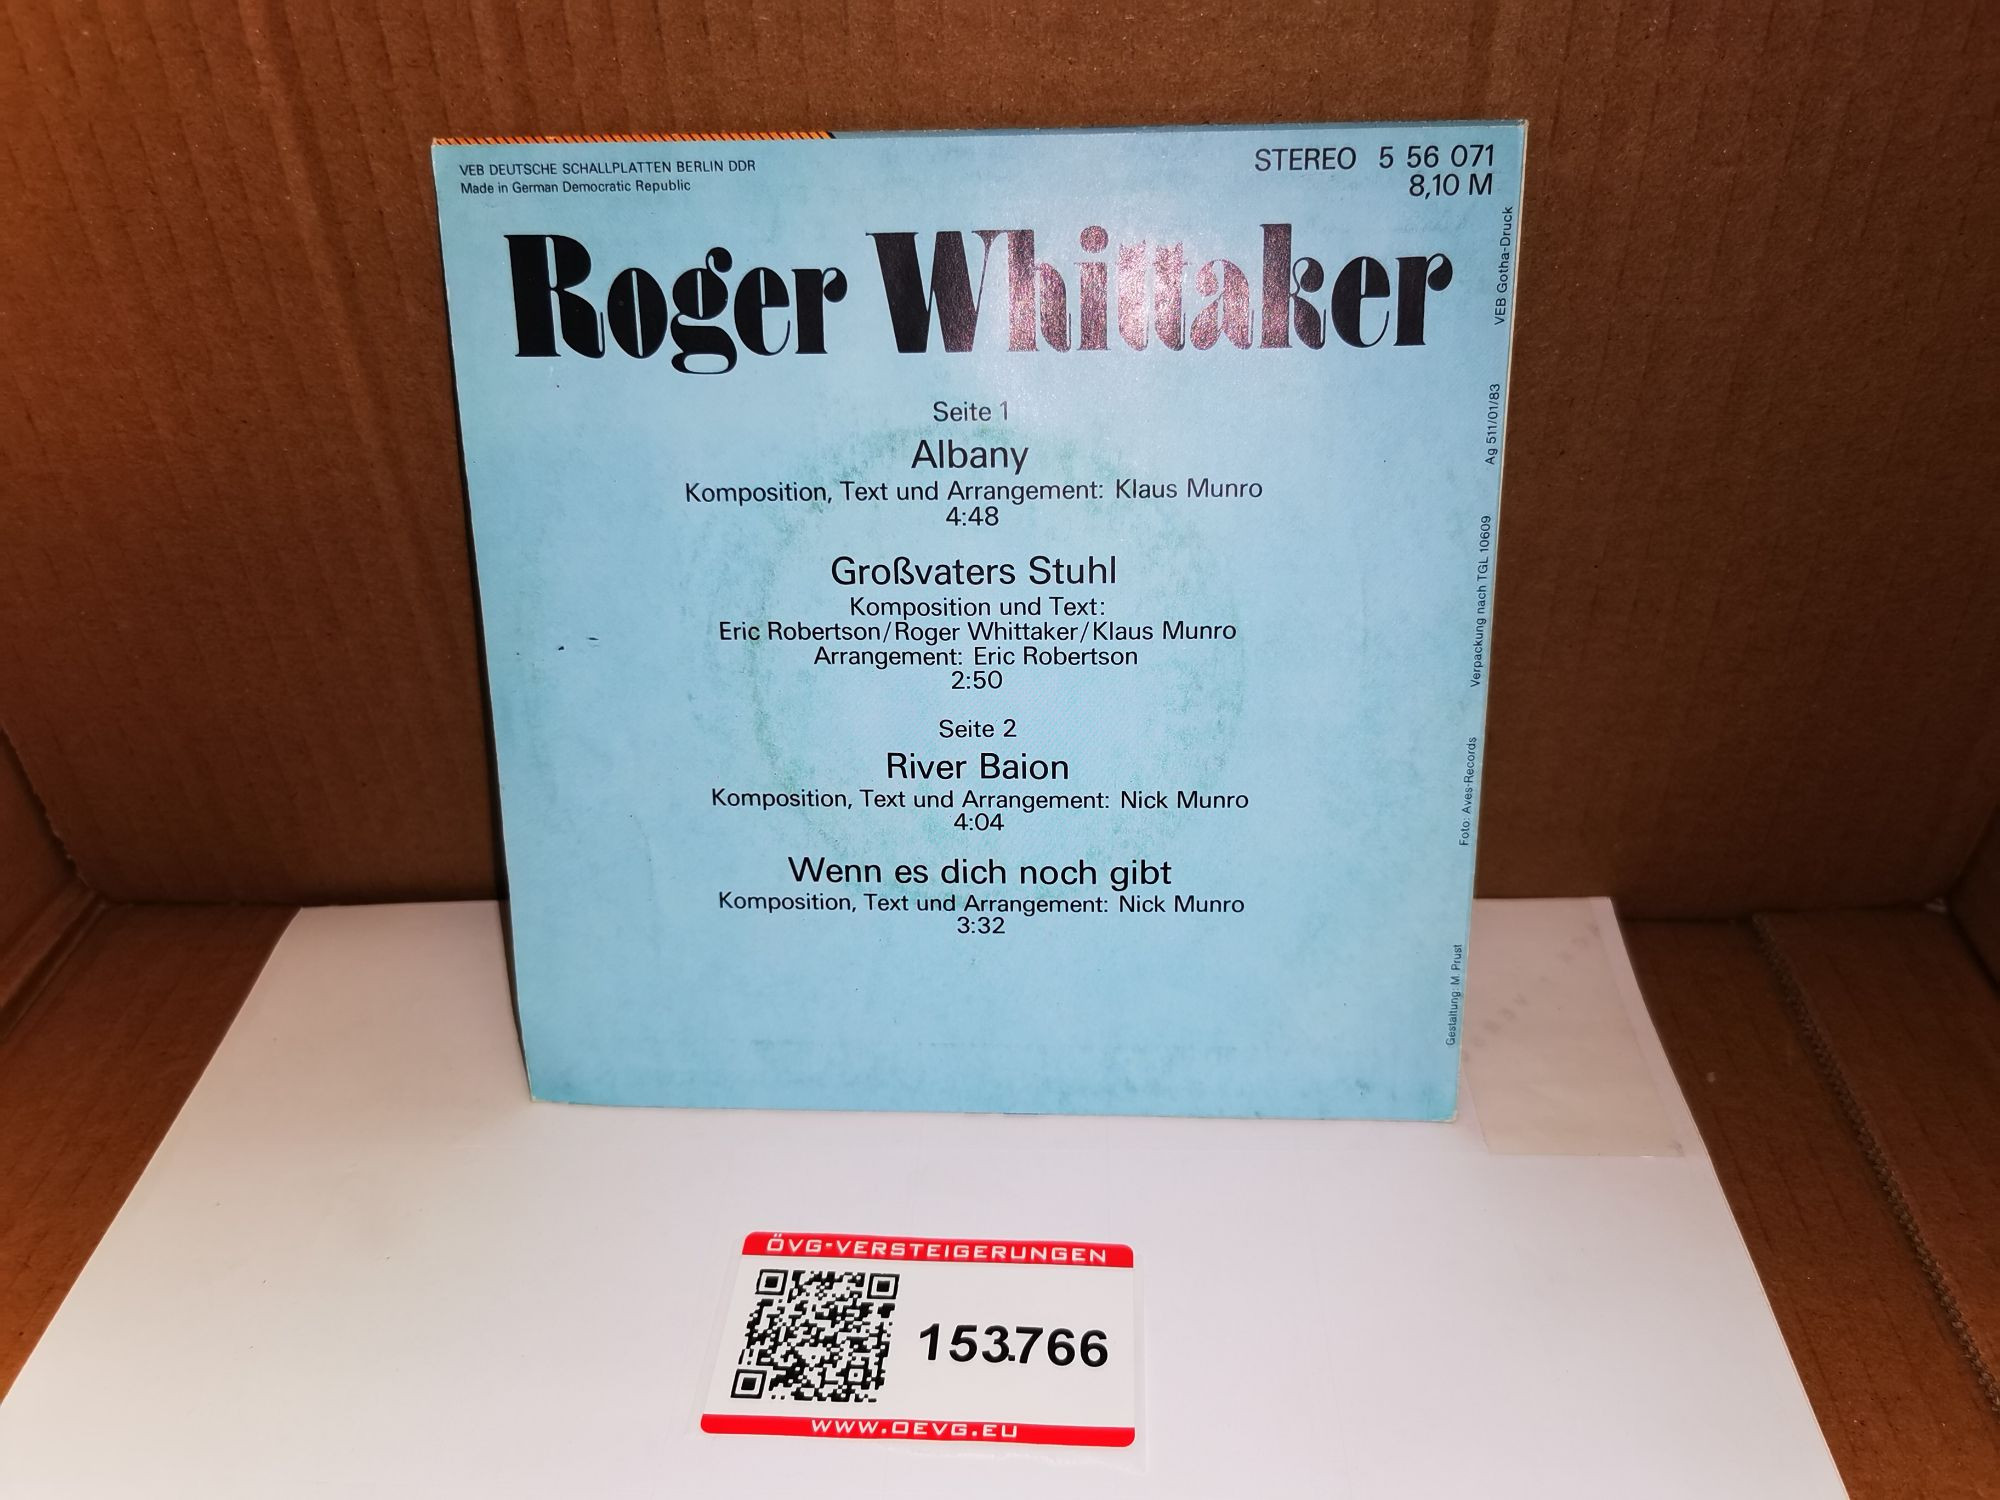 VEB DEUTSCHE SCHALLPLATTEN BERLIN DDR
Made in German Democratic Republic
STEREO 5 56 071
8,10 M
Roger Whittaker
Seite 1
Albany
Komposition, Text und Arrangement: Klaus Munro
4:48
Großvaters Stuhl
Komposition und Text:
Eric Robertson/Roger Whittaker/Klaus Munro
Arrangement: Eric Robertson
2:50
Seite 2
River Baion
Komposition, Text und Arrangement: Nick Munro
4:04
Wenn es dich noch gibt
Komposition, Text und Arrangement: Nick Munro
3:32
VEB Gotha-Druck
Ag 511/01/83
Verpackung nach TGL 10609
Foto: Aves-Records
Gestaltung: M. Prust
ÖVG-VERSTEIGERUNGEN
153.766
WWW.OEVG.EU